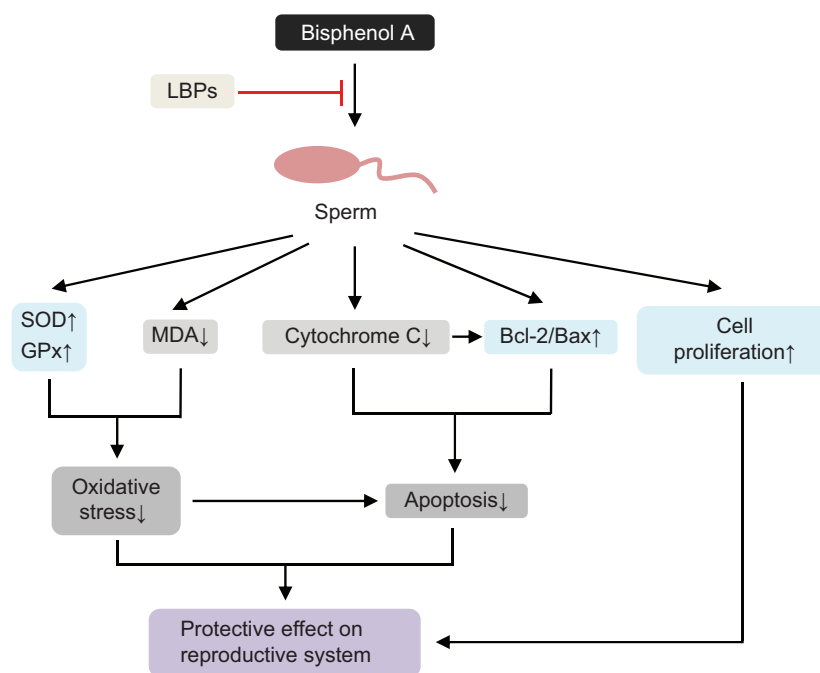 Bisphenol A
LBPs
Sperm
SOD↑
GPx↑
MDA↓
Cytochrome C↓
Bcl-2/Bax↑
Cell
proliferation↑
Oxidative
stress↓
Apoptosis↓
Protective effect on
reproductive system